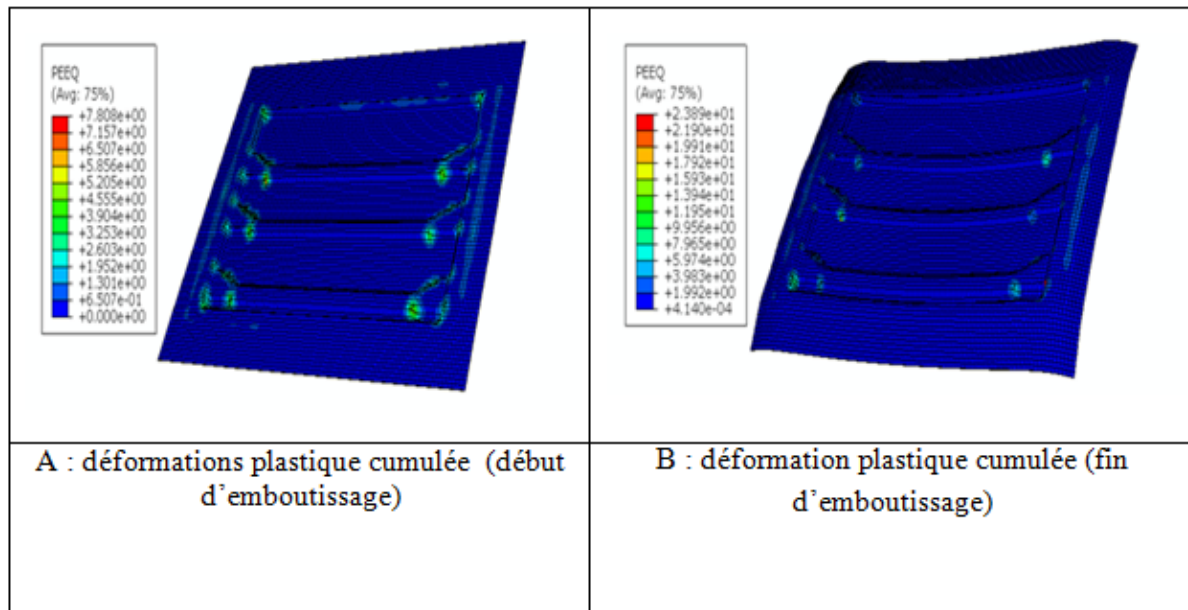 PEEQ
(Avg: 75%)
+7.808e+00
+7.157e+00
+6.507e+00
+5.856e+00
+5.205e+00
+4.555e+00
+3.904e+00
+3.253e+00
+2.603e+00
+1.952e+00
+1.301e+00
+6.507e-01
+0.000e+00
PEEQ
(Avg: 75%)
+2.389e+01
+2.190e+01
+1.991e+01
+1.792e+01
+1.593e+01
+1.394e+01
+1.195e+01
+9.956e+00
+7.965e+00
+5.974e+00
+3.983e+00
+1.992e+00
+4.140e-04
A : déformations plastique cumulée (début
d’emboutissage)
B : déformation plastique cumulée (fin
d’emboutissage)